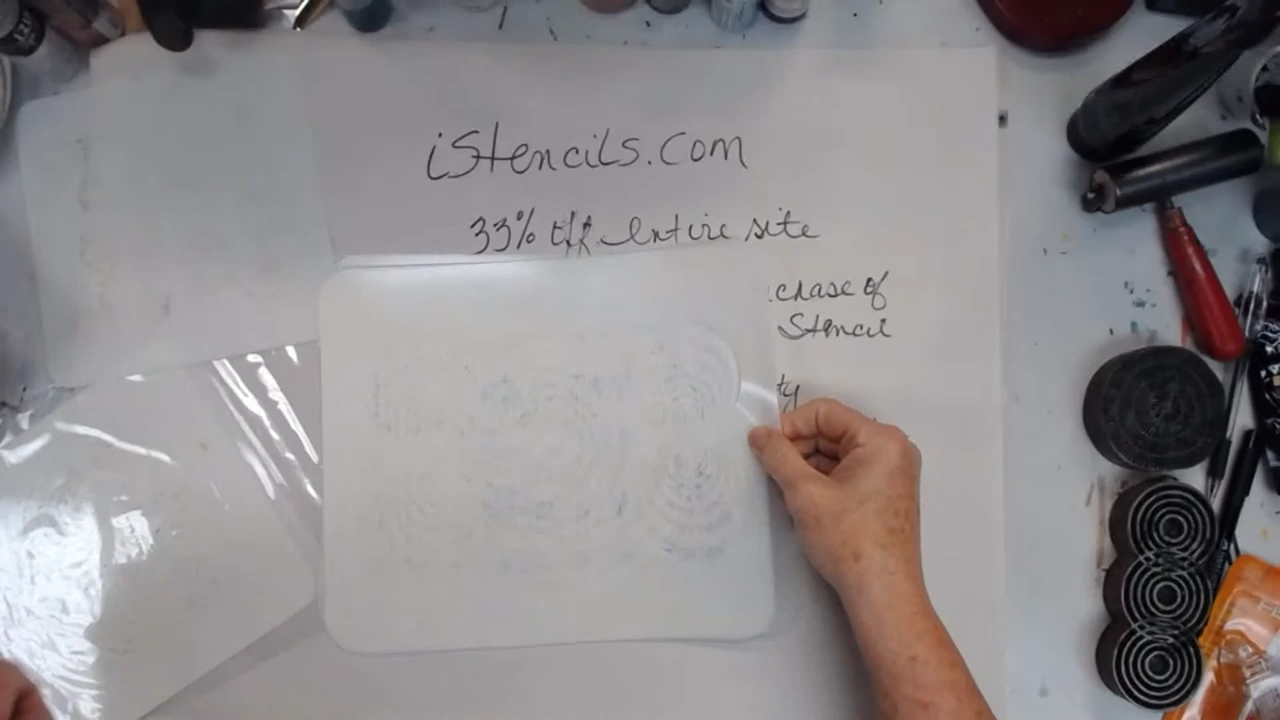 iStencils.com
33% off entire site
chase of
Stencil
ty